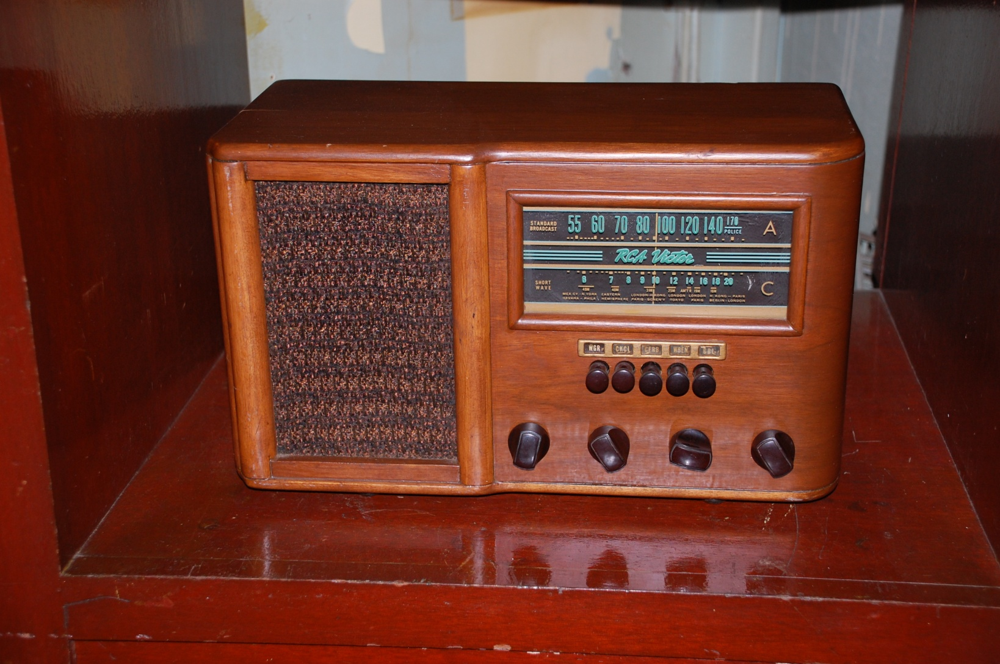 STANDARD BROADCAST 55 60 70 80 100 120 140 170 POLICE A
RCA Victor
SHORT WAVE 6 7 8 9 10 12 14 16 18 20 C
49M 40M 31M 25M 19M 16M
MEX.CY - N.YORK EASTERN LONDON-H.KONG LONDON LONDON H.KONG - PARIS
HAVANA - PHILA. HEMISPHERE PARIS - SCHEN'Y TOKYO PARIS BERLIN - LONDON
WGR CKCL CFRB WBEN